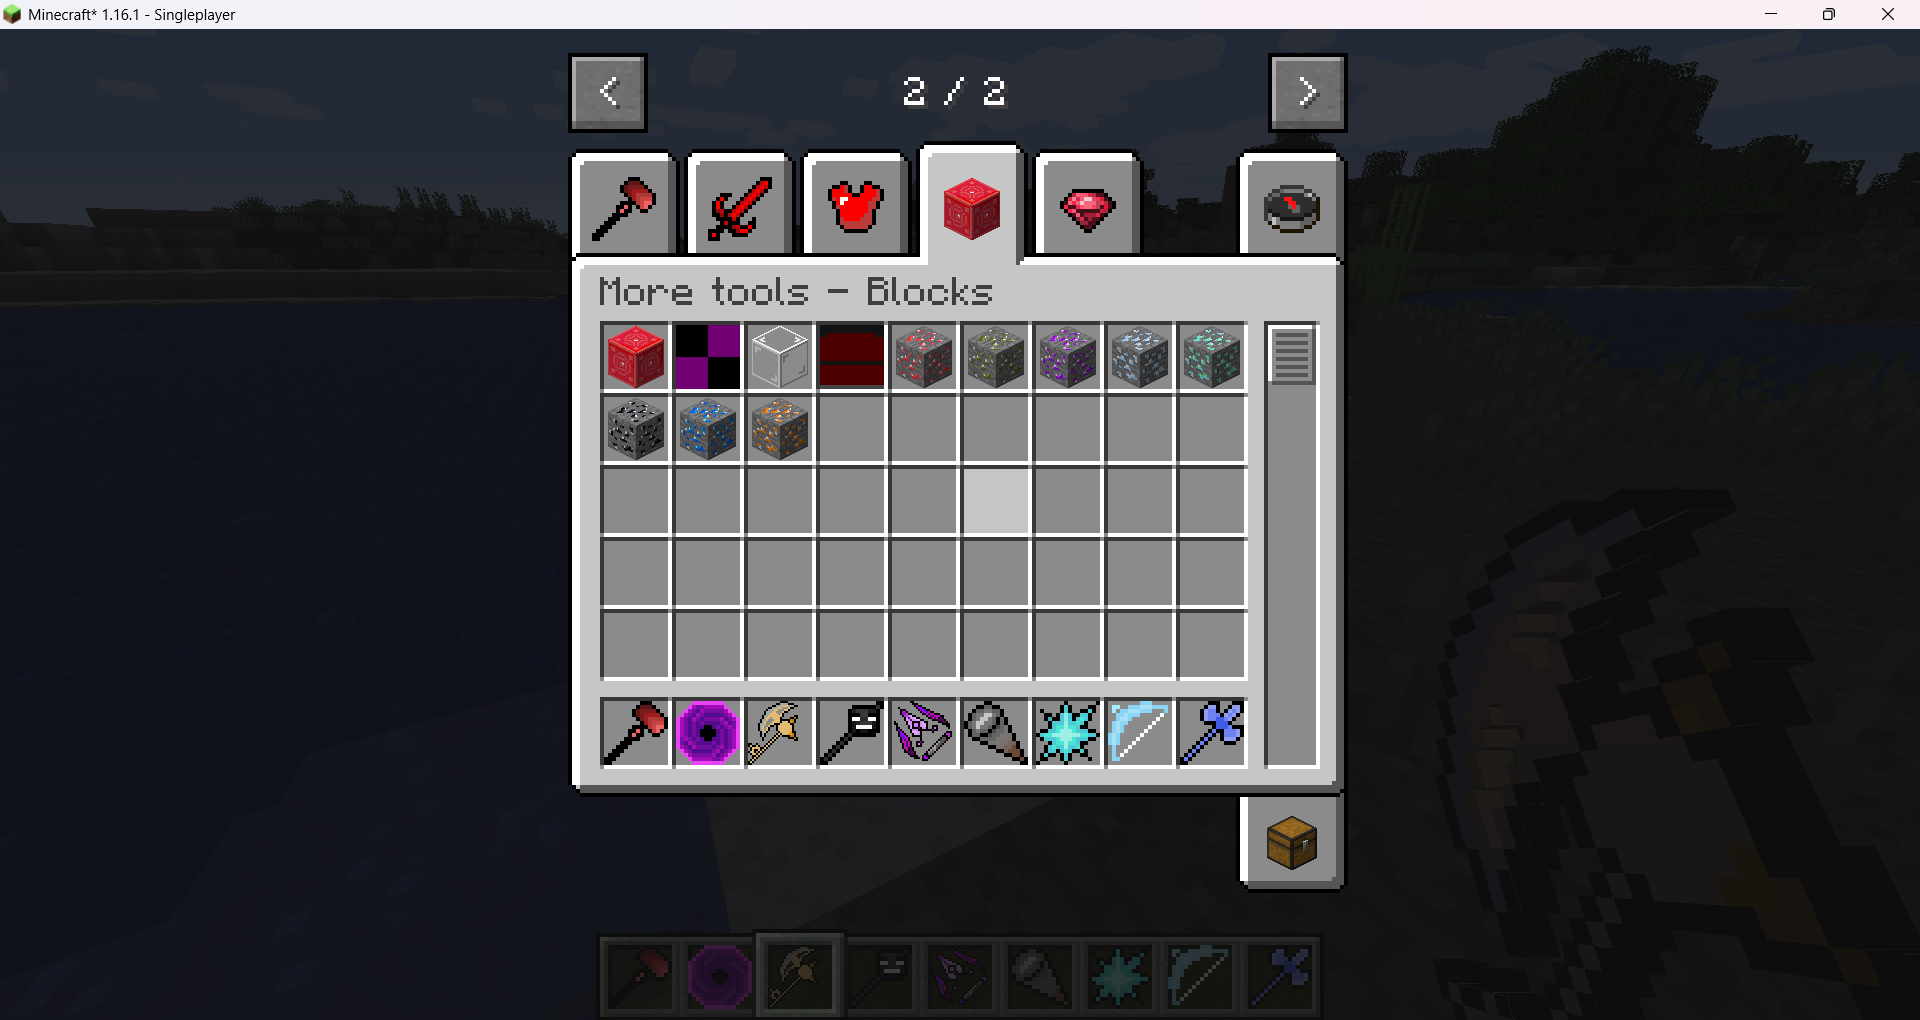 Minecraft* 1.16.1 - Singleplayer
< 2 / 2 >
More tools - Blocks